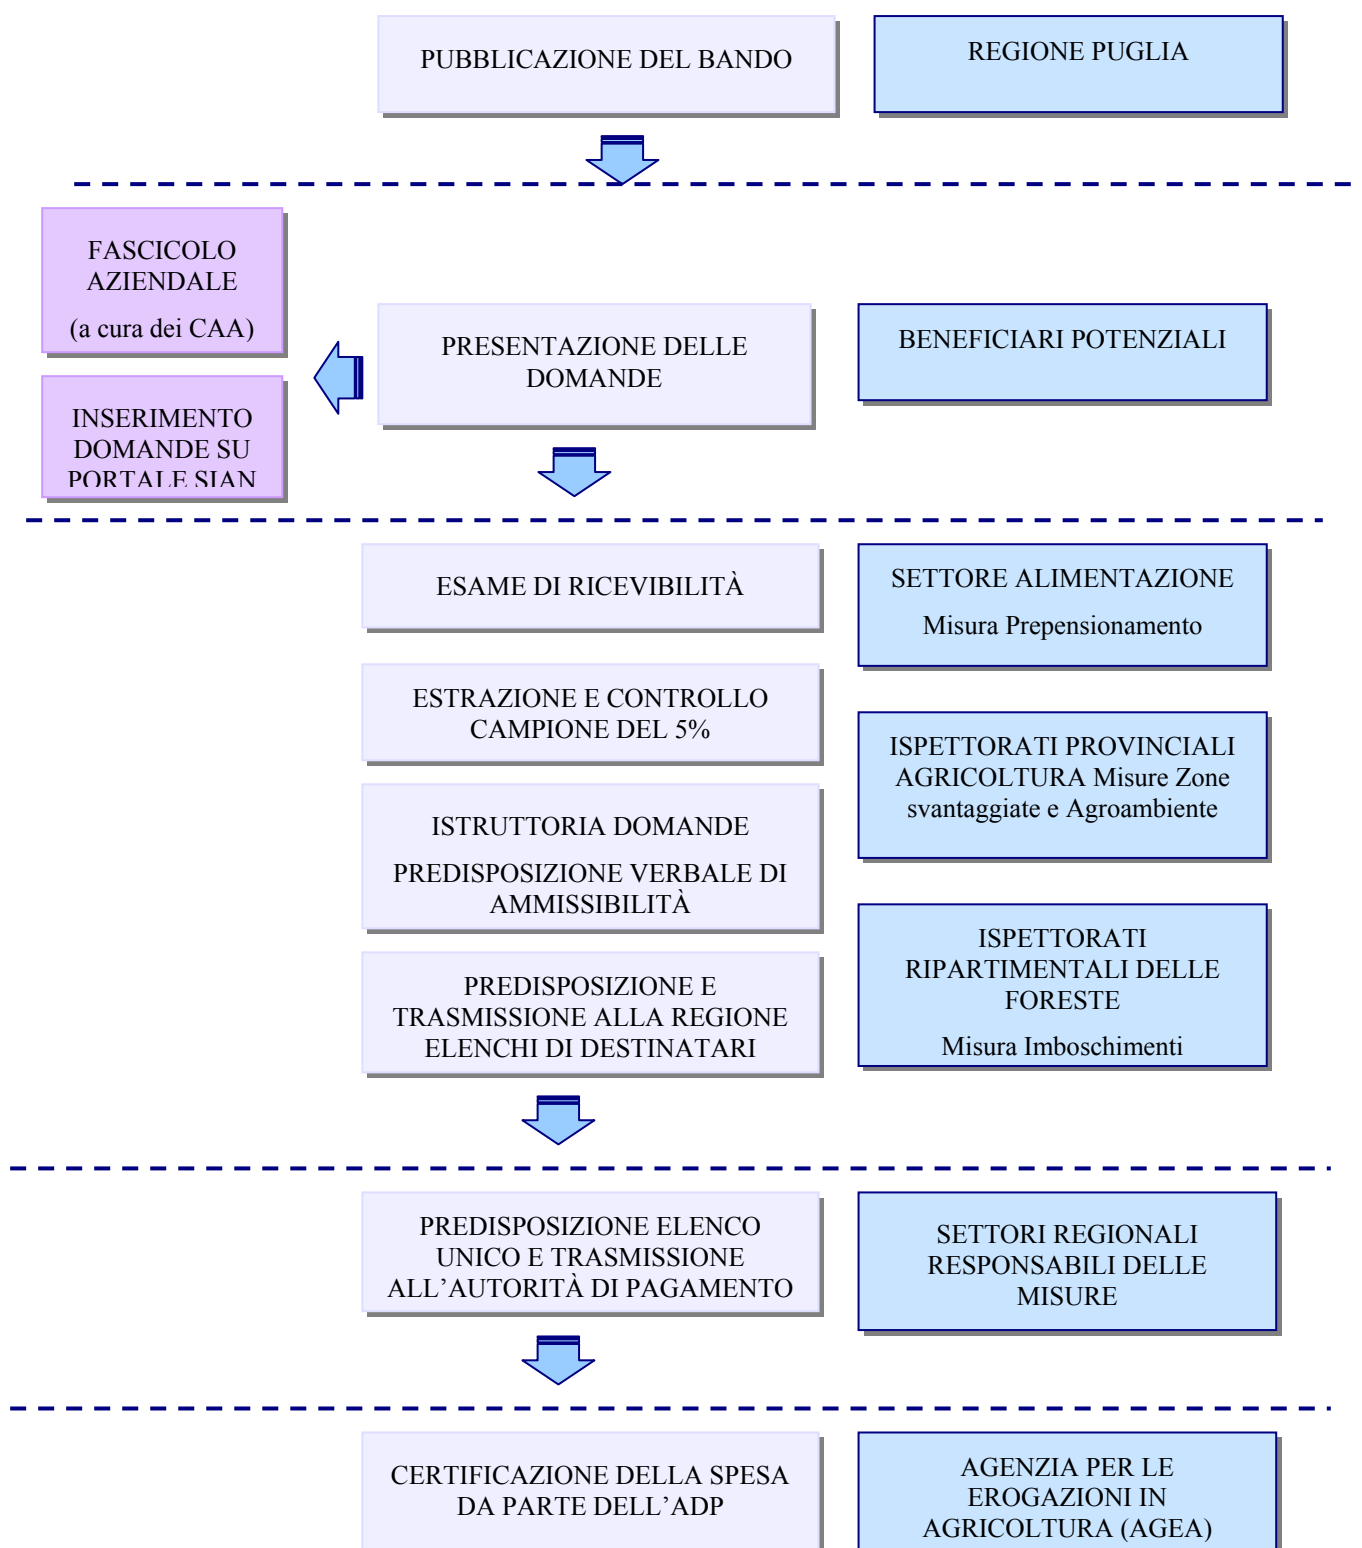 PUBBLICAZIONE DEL BANDO
REGIONE PUGLIA
FASCICOLO
AZIENDALE
(a cura dei CAA)
INSERIMENTO
DOMANDE SU
PORTALE SIAN
PRESENTAZIONE DELLE
DOMANDE
BENEFICIARI POTENZIALI
ESAME DI RICEVIBILITÀ
ESTRAZIONE E CONTROLLO
CAMPIONE DEL 5%
ISTRUTTORIA DOMANDE
PREDISPOSIZIONE VERBALE DI
AMMISSIBILITÀ
PREDISPOSIZIONE E
TRASMISSIONE ALLA REGIONE
ELENCHI DI DESTINATARI
SETTORE ALIMENTAZIONE
Misura Prepensionamento
ISPETTORATI PROVINCIALI
AGRICOLTURA Misure Zone
svantaggiate e Agroambiente
ISPETTORATI
RIPARTIMENTALI DELLE
FORESTE
Misura Imboschimenti
PREDISPOSIZIONE ELENCO
UNICO E TRASMISSIONE
ALL’AUTORITÀ DI PAGAMENTO
SETTORI REGIONALI
RESPONSABILI DELLE
MISURE
CERTIFICAZIONE DELLA SPESA
DA PARTE DELL’ADP
AGENZIA PER LE
EROGAZIONI IN
AGRICOLTURA (AGEA)